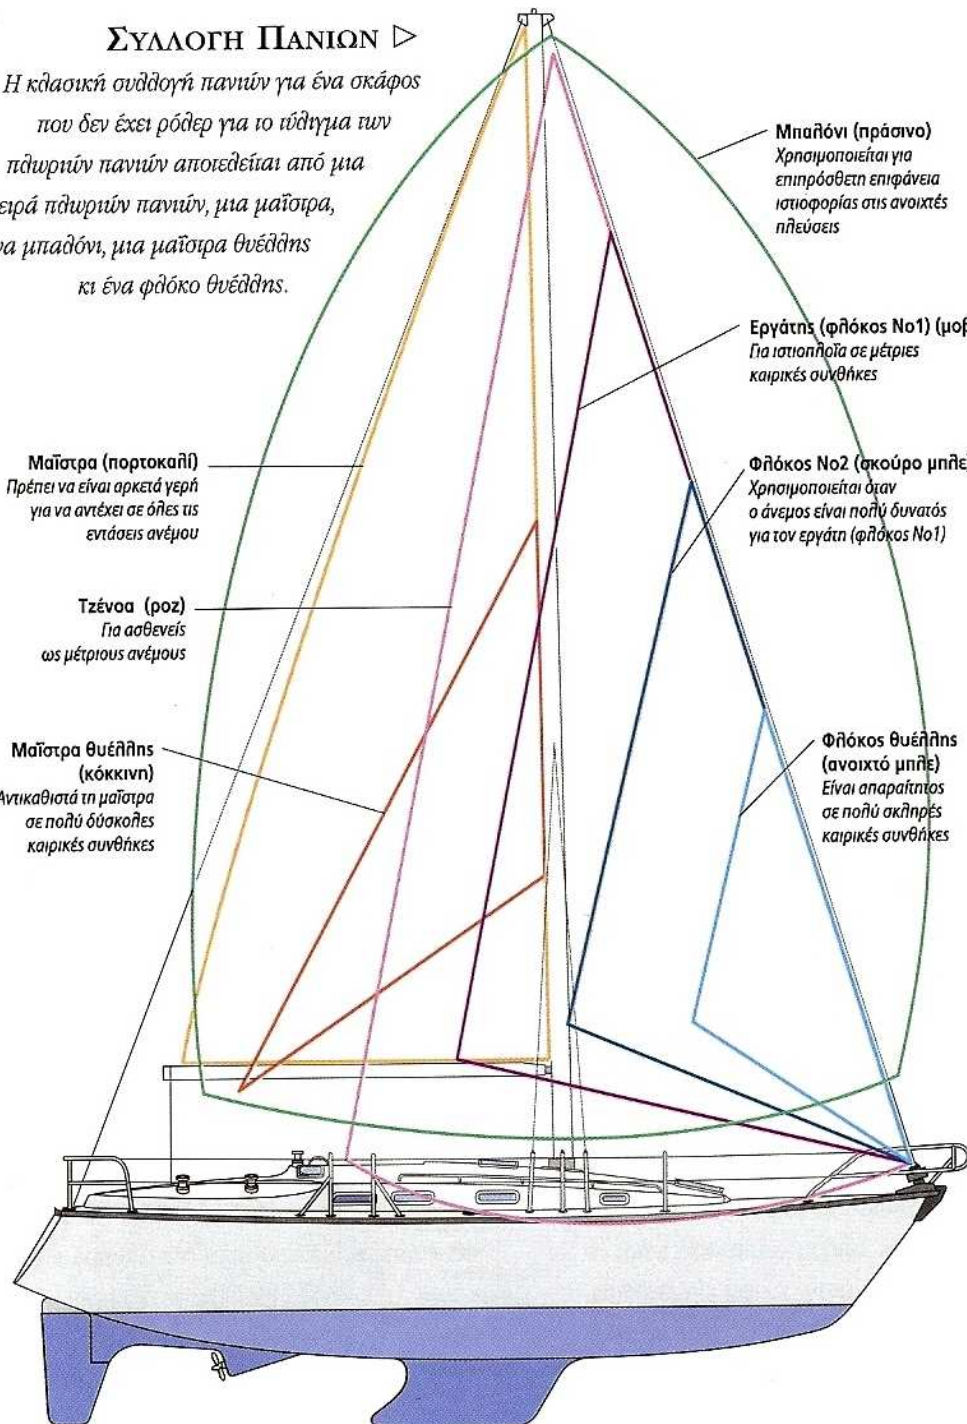 ΣΥΛΛΟΓΗ ΠΑΝΙΩΝ ▷
Η κλασική συλλογή πανιών για ένα σκάφος
που δεν έχει ρόλερ για το τύλιγμα των
πλωριών πανιών αποτελείται από μια
ειρά πλωριών πανιών, μια μαΐστρα,
να μπαλόνι, μια μαΐστρα θυέλλης
κι ένα φλόκο θυέλλης.
Μπαλόνι (πράσινο)
Χρησιμοποιείται για
επιπρόσθετη επιφάνεια
ιστιοφορίας στις ανοιχτές
πλεύσεις
Εργάτης (φλόκος Νο1) (μοβ
Για ιστιοπλοΐα σε μέτριες
καιρικές συνθήκες
Μαΐστρα (πορτοκαλί)
Πρέπει να είναι αρκετά γερή
για να αντέχει σε όλες τις
εντάσεις ανέμου
Φλόκος Νο2 (σκούρο μπλε
Χρησιμοποιείται όταν
ο άνεμος είναι πολύ δυνατός
για τον εργάτη (φλόκος Νο1)
Τζένοα (ροζ)
Για ασθενείς
ως μέτριους ανέμους
Μαΐστρα θυέλλης
(κόκκινη)
Αντικαθιστά τη μαΐστρα
σε πολύ δύσκολες
καιρικές συνθήκες
Φλόκος θυέλλης
(ανοιχτό μπλε)
Είναι απαραίτητος
σε πολύ σκληρές
καιρικές συνθήκες